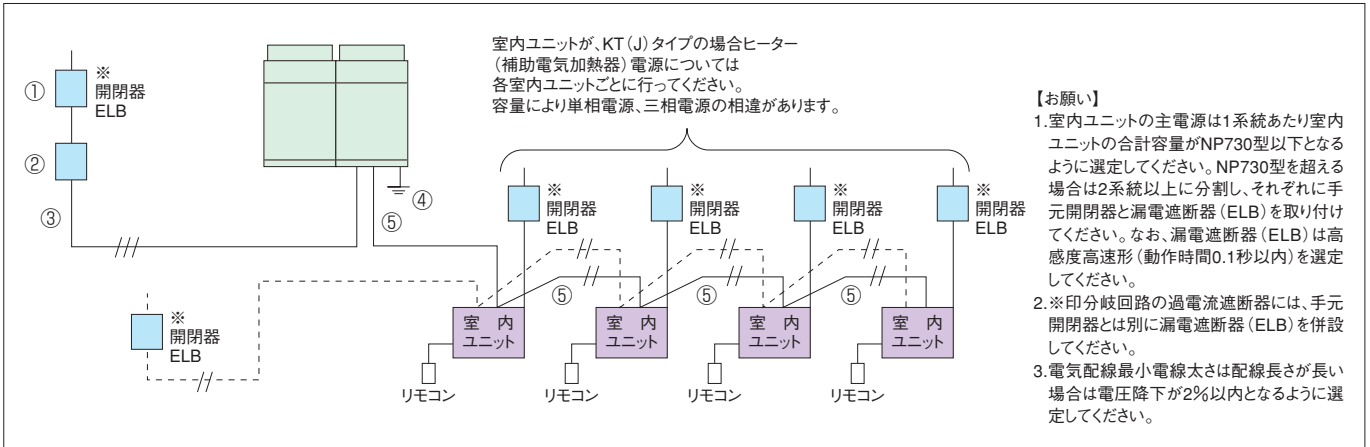 ①
※
開閉器
ELB
②
③
④
⑤
室内ユニットが、KT(J)タイプの場合ヒーター
(補助電気加熱器)電源については
各室内ユニットごとに行ってください。
容量により単相電源、三相電源の相違があります。
※
開閉器
ELB
※
開閉器
ELB
※
開閉器
ELB
※
開閉器
ELB
※
開閉器
ELB
⑤
⑤
⑤
室 内
ユニット
室 内
ユニット
室 内
ユニット
室 内
ユニット
リモコン
リモコン
リモコン
リモコン
【お願い】
1.室内ユニットの主電源は1系統あたり室内
ユニットの合計容量がNP730型以下となる
ように選定してください。NP730型を超える
場合は2系統以上に分割し、それぞれに手
元開閉器と漏電遮断器(ELB)を取り付け
てください。なお、漏電遮断器(ELB)は高
感度高速形(動作時間0.1秒以内)を選定
してください。
2.※印分岐回路の過電流遮断器には、手元
開閉器とは別に漏電遮断器(ELB)を併設
してください。
3.電気配線最小電線太さは配線長さが長い
場合は電圧降下が2%以内となるように選
定してください。